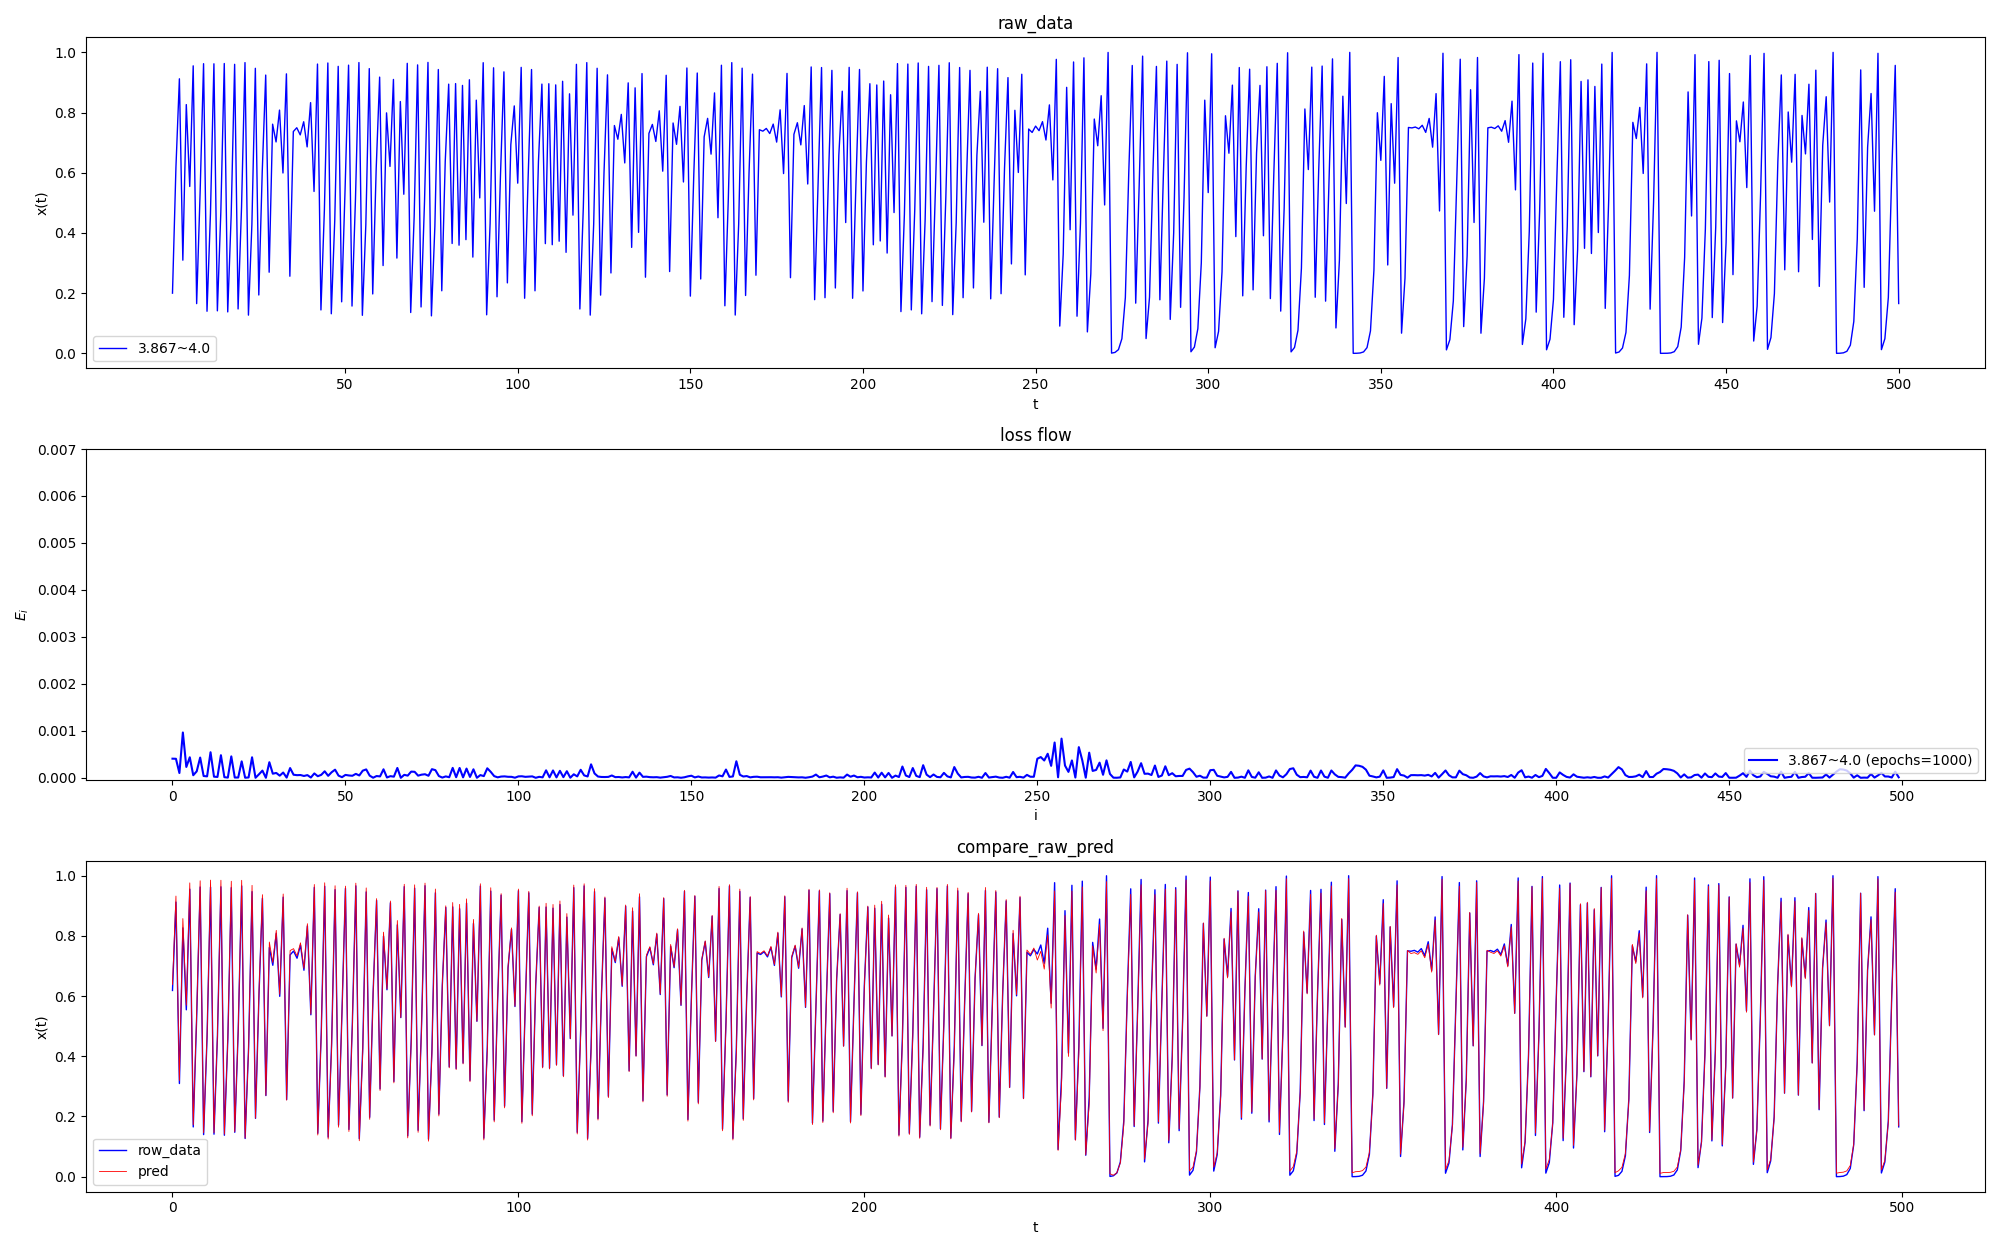 raw_data
1.0
0.8
0.6
0.4
0.2
0.0
x(t)
3.867~4.0
50 100 150 200 250 300 350 400 450 500
t
loss flow
0.007
0.006
0.005
0.004
0.003
0.002
0.001
0.000
E_i
3.867~4.0 (epochs=1000)
0 50 100 150 200 250 300 350 400 450 500
i
compare_raw_pred
1.0
0.8
0.6
0.4
0.2
0.0
x(t)
row_data
pred
0 100 200 300 400 500
t